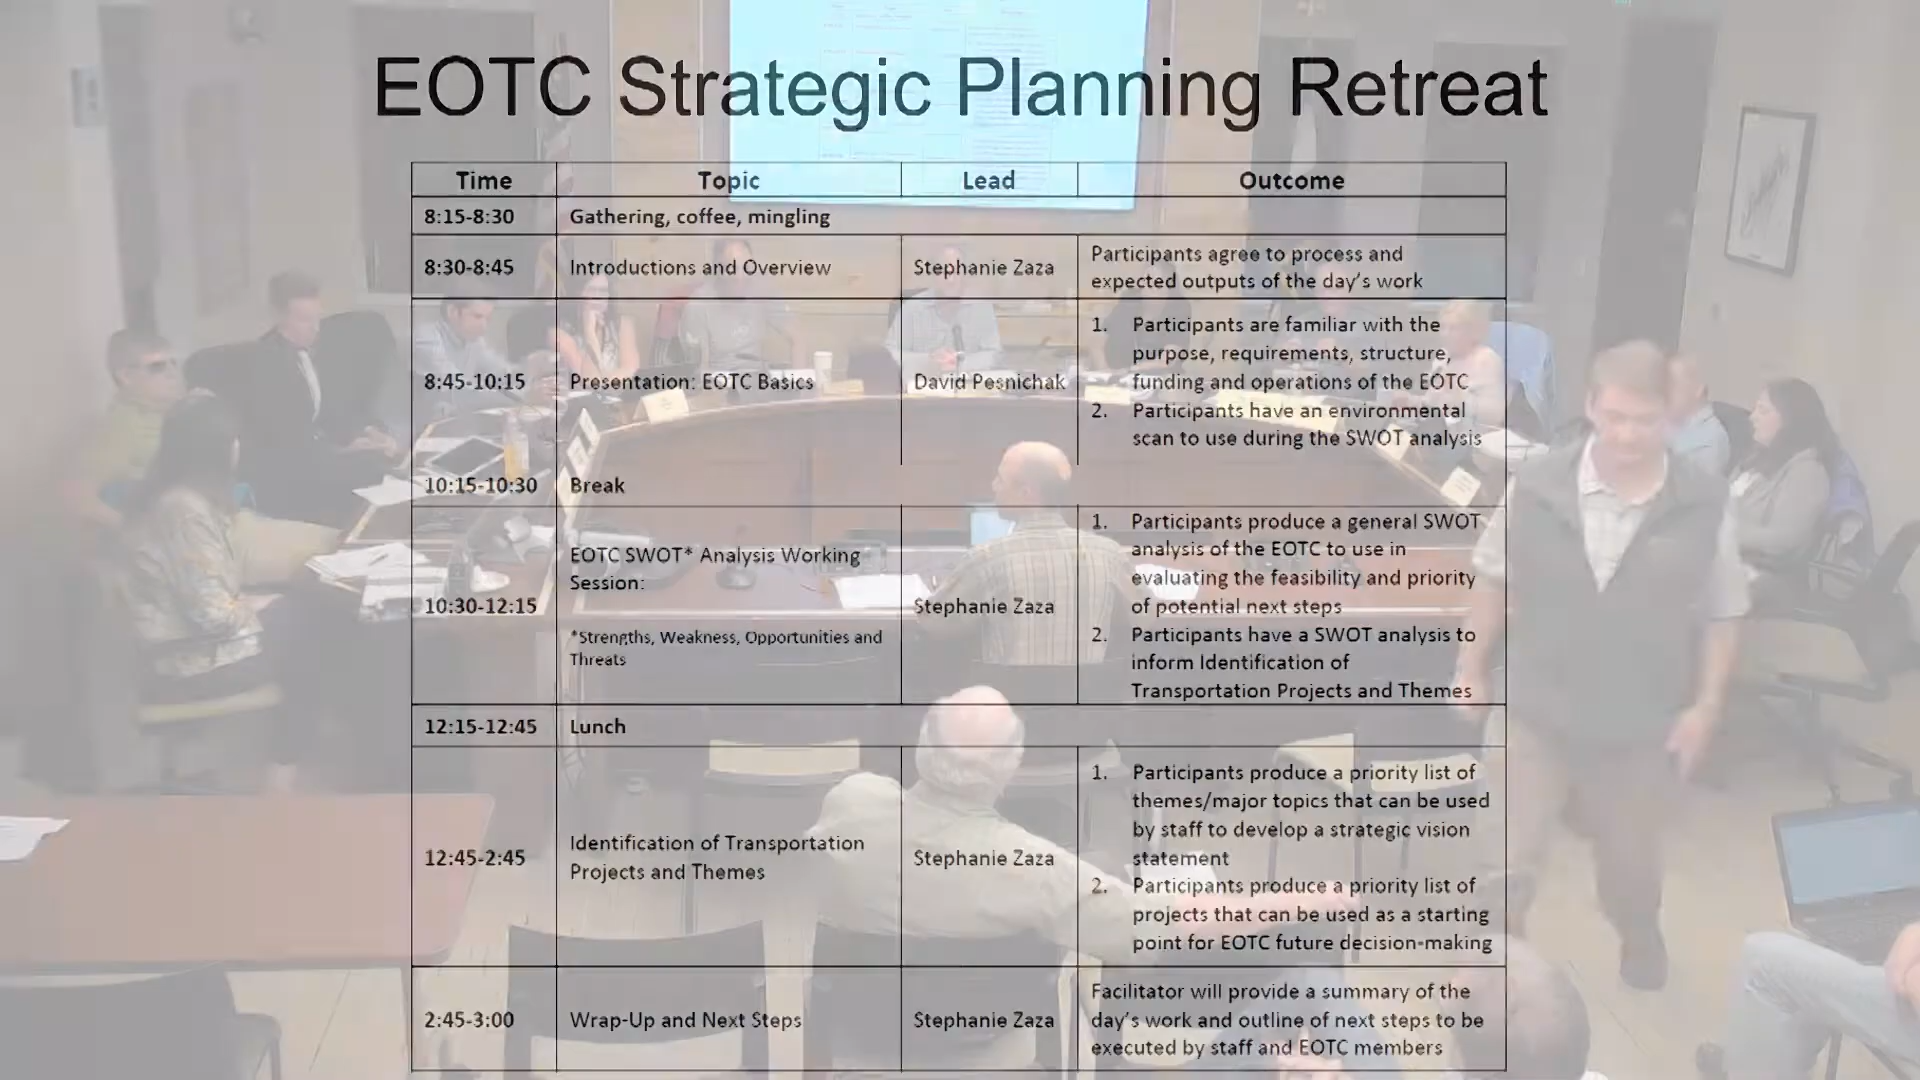 EOTC Strategic Planning Retreat
Time Topic Lead Outcome
8:15-8:30 Gathering, coffee, mingling
8:30-8:45 Introductions and Overview Stephanie Zaza Participants agree to process and
expected outputs of the day's work
8:45-10:15 Presentation: EOTC Basics David Pesnichak
1. Participants are familiar with the
purpose, requirements, structure,
funding and operations of the EOTC
2. Participants have an environmental
scan to use during the SWOT analysis
10:15-10:30 Break
10:30-12:15
EOTC SWOT* Analysis Working
Session:
*Strengths, Weakness, Opportunities and
Threats
Stephanie Zaza
1. Participants produce a general SWOT
analysis of the EOTC to use in
evaluating the feasibility and priority
of potential next steps
2. Participants have a SWOT analysis to
inform Identification of
Transportation Projects and Themes
12:15-12:45 Lunch
12:45-2:45
Identification of Transportation
Projects and Themes
Stephanie Zaza
1. Participants produce a priority list of
themes/major topics that can be used
by staff to develop a strategic vision
statement
2. Participants produce a priority list of
projects that can be used as a starting
point for EOTC future decision-making
2:45-3:00 Wrap-Up and Next Steps Stephanie Zaza
Facilitator will provide a summary of the
day's work and outline of next steps to be
executed by staff and EOTC members